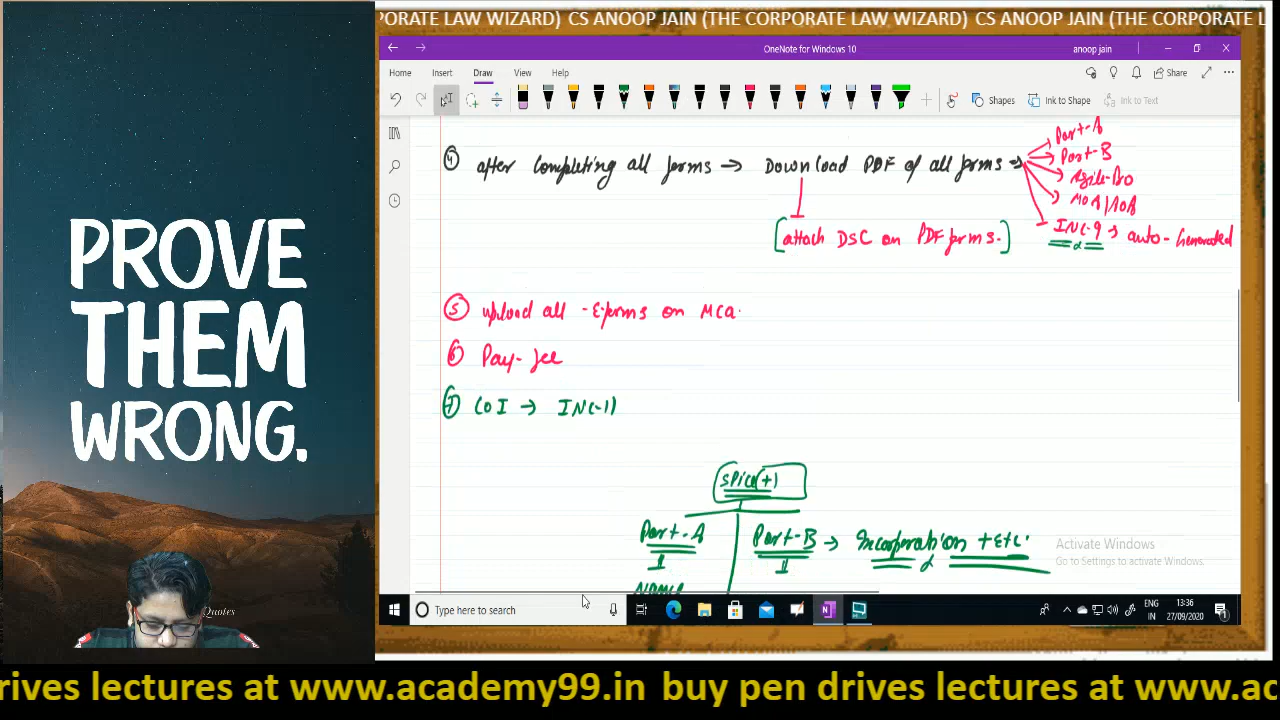 PORATE LAW WIZARD)  CS ANOOP JAIN (THE CORPORATE LAW WIZARD)  CS ANOOP JAIN (THE CORPORATE L
OneNote for Windows 10
anoop jain
Home Insert Draw View Help
Share
Shapes
Ink to Shape
Ink to Text
PROVE
THEM
WRONG.
Quotes
④ after completing all forms → Download PDF of all forms →
Part-A
Part-B
Agile-Pro
MOA/AOA
INC-9 → auto-Generated
[attach DSC on PDF forms.]
⑤ upload all -E-forms on MCA.
⑥ Pay-fee
⑦ COI → INC-11
SPice(+)
Part-A
Part-B → Incorporation + Etc.
NAME
Activate Windows
Go to Settings to activate Windows.
Type here to search
ENG
IN
13:36
27/09/2020
rives lectures at www.academy99.in buy pen drives lectures at www.ac